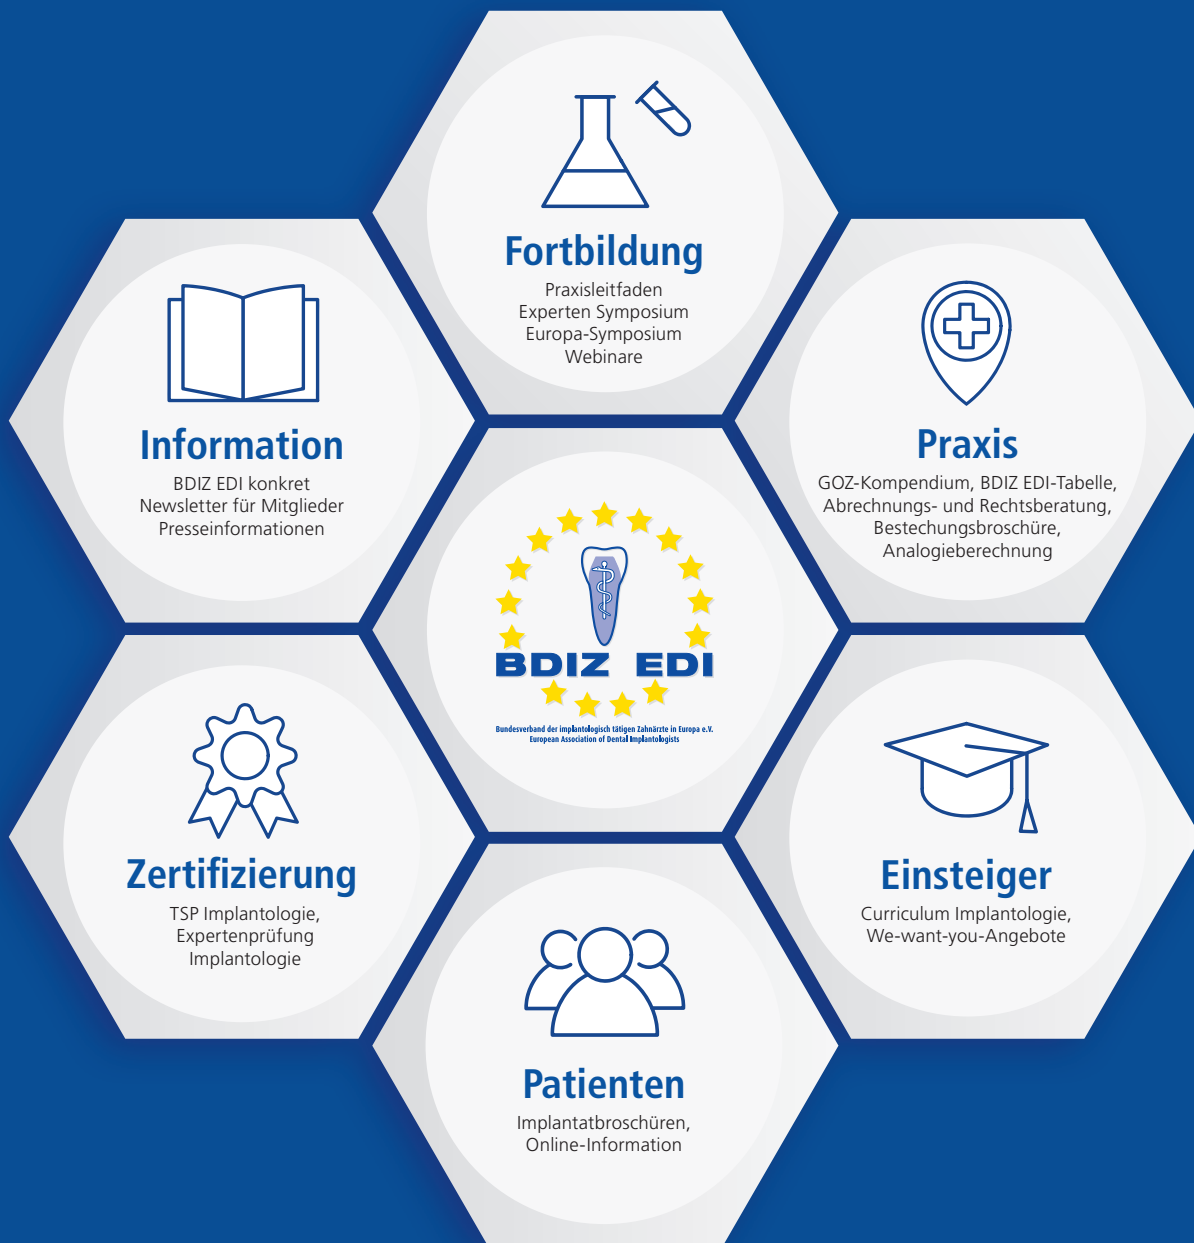 Fortbildung
Praxisleitfaden
Experten Symposium
Europa-Symposium
Webinare
Information
BDIZ EDI konkret
Newsletter für Mitglieder
Presseinformationen
Praxis
GOZ-Kompendium, BDIZ EDI-Tabelle,
Abrechnungs- und Rechtsberatung,
Bestechungsbroschüre,
Analogieberechnung
BDIZ EDI
Bundesverband der implantologisch tätigen Zahnärzte in Europa e.V.
European Association of Dental Implantologists
Zertifizierung
TSP Implantologie,
Expertenprüfung
Implantologie
Einsteiger
Curriculum Implantologie,
We-want-you-Angebote
Patienten
Implantatbroschüren,
Online-Information